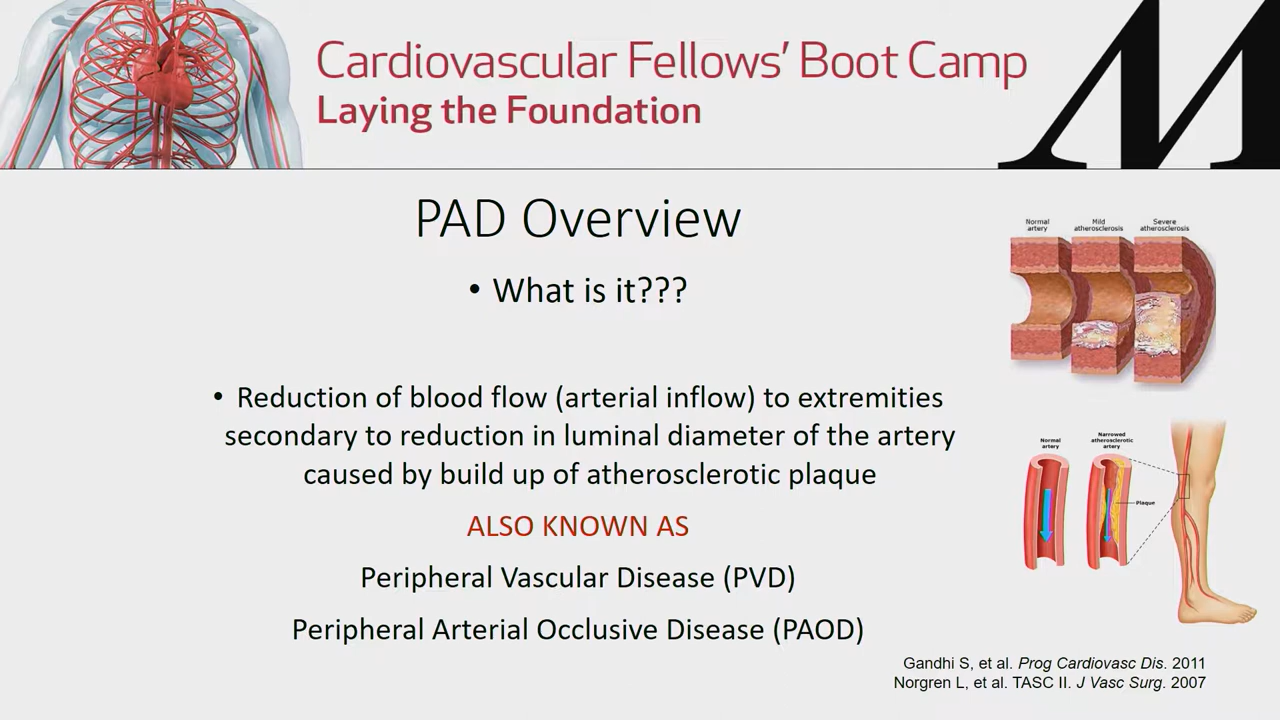 Cardiovascular Fellows' Boot Camp
Laying the Foundation
M
PAD Overview
• What is it???
• Reduction of blood flow (arterial inflow) to extremities
secondary to reduction in luminal diameter of the artery
caused by build up of atherosclerotic plaque
ALSO KNOWN AS
Peripheral Vascular Disease (PVD)
Peripheral Arterial Occlusive Disease (PAOD)
Normal
artery
Mild
atherosclerosis
Severe
atherosclerosis
Normal
artery
Narrowed
atherosclerotic
artery
Plaque
Gandhi S, et al. Prog Cardiovasc Dis. 2011
Norgren L, et al. TASC II. J Vasc Surg. 2007